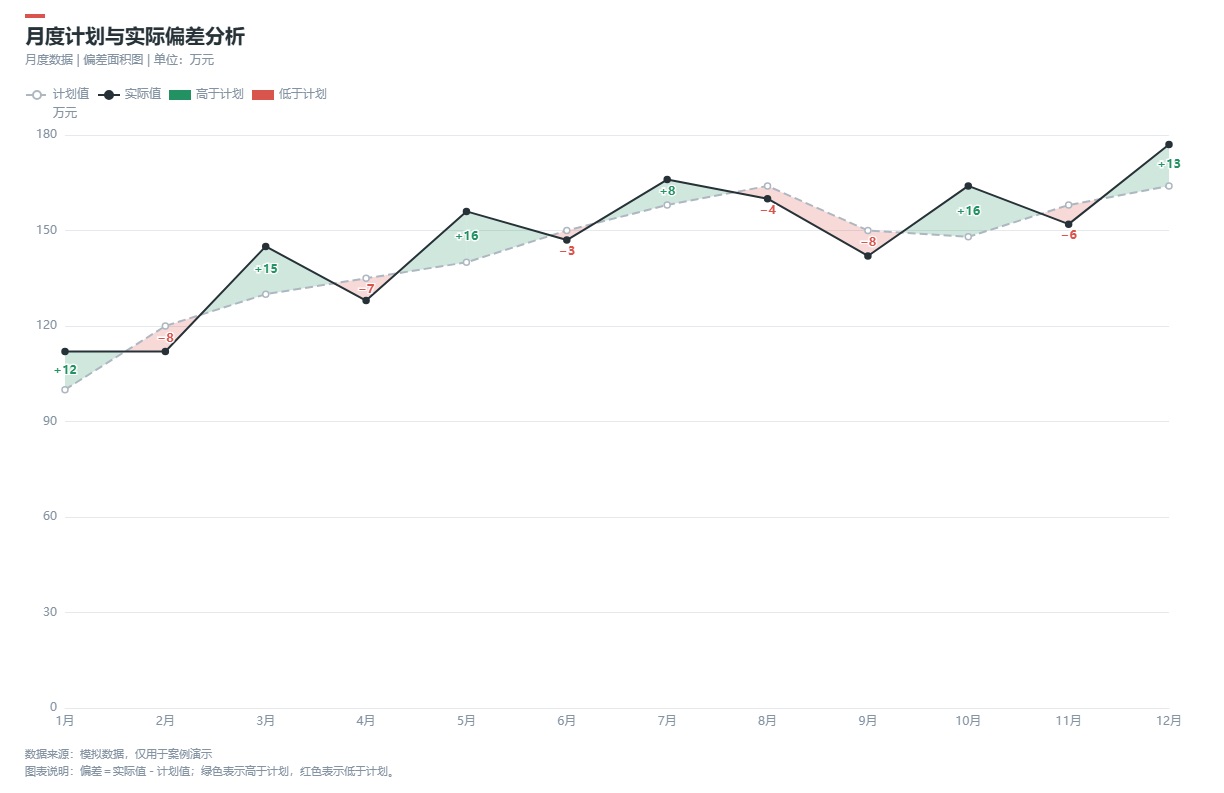 月度计划与实际偏差分析
月度数据 | 偏差面积图 | 单位：万元
计划值 实际值 高于计划 低于计划
万元
180
150
120
90
60
30
0
+12
−8
+15
−7
+16
−3
+8
−4
−8
+16
−6
+13
1月 2月 3月 4月 5月 6月 7月 8月 9月 10月 11月 12月
数据来源：模拟数据，仅用于案例演示
图表说明：偏差＝实际值 - 计划值；绿色表示高于计划，红色表示低于计划。